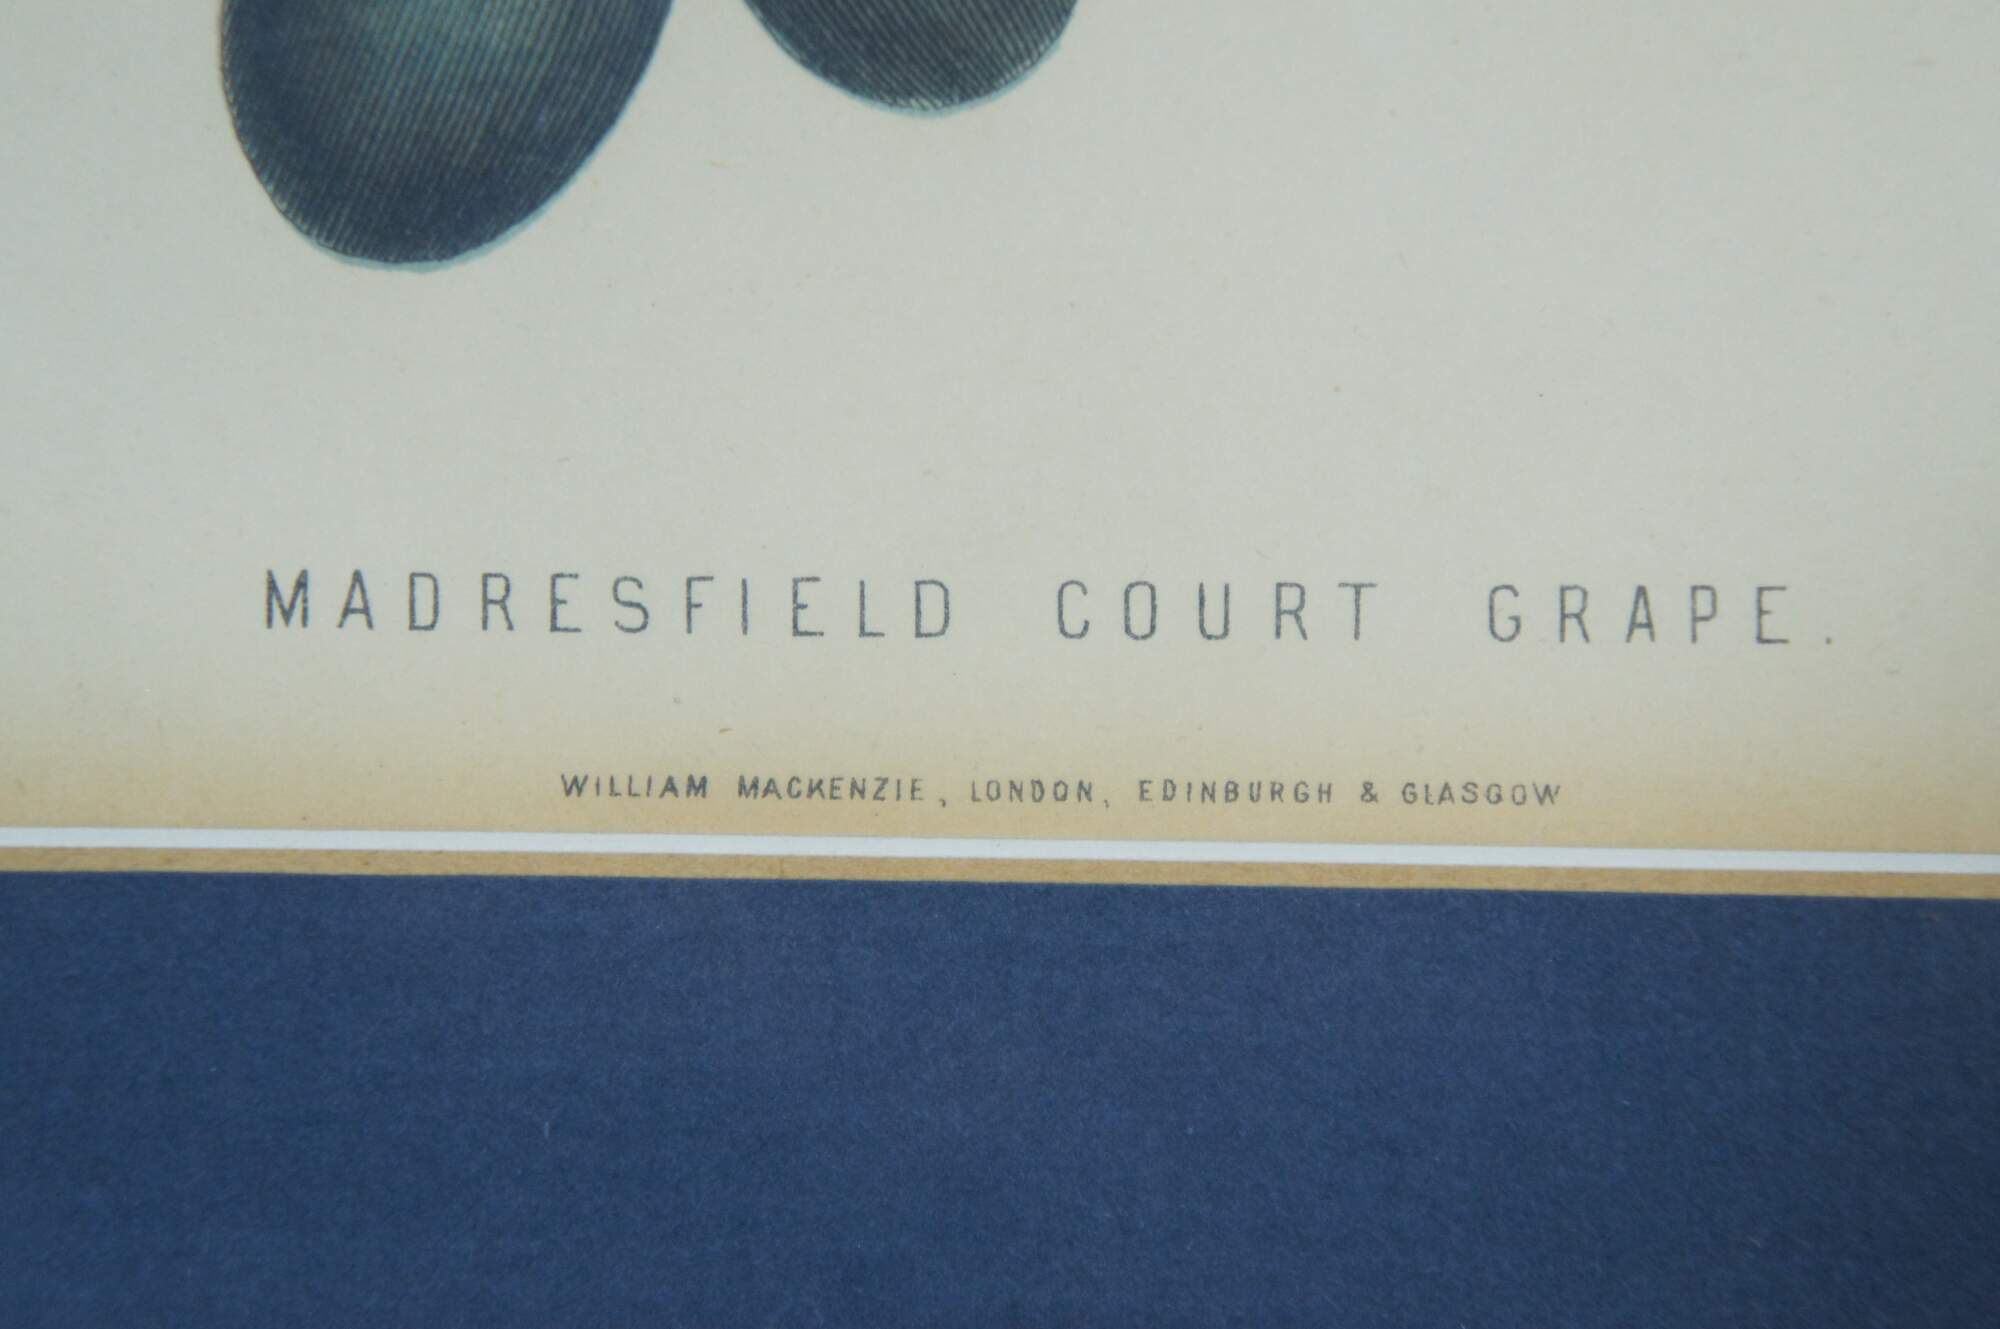 MADRESFIELD COURT GRAPE.
WILLIAM MACKENZIE, LONDON, EDINBURGH & GLASGOW